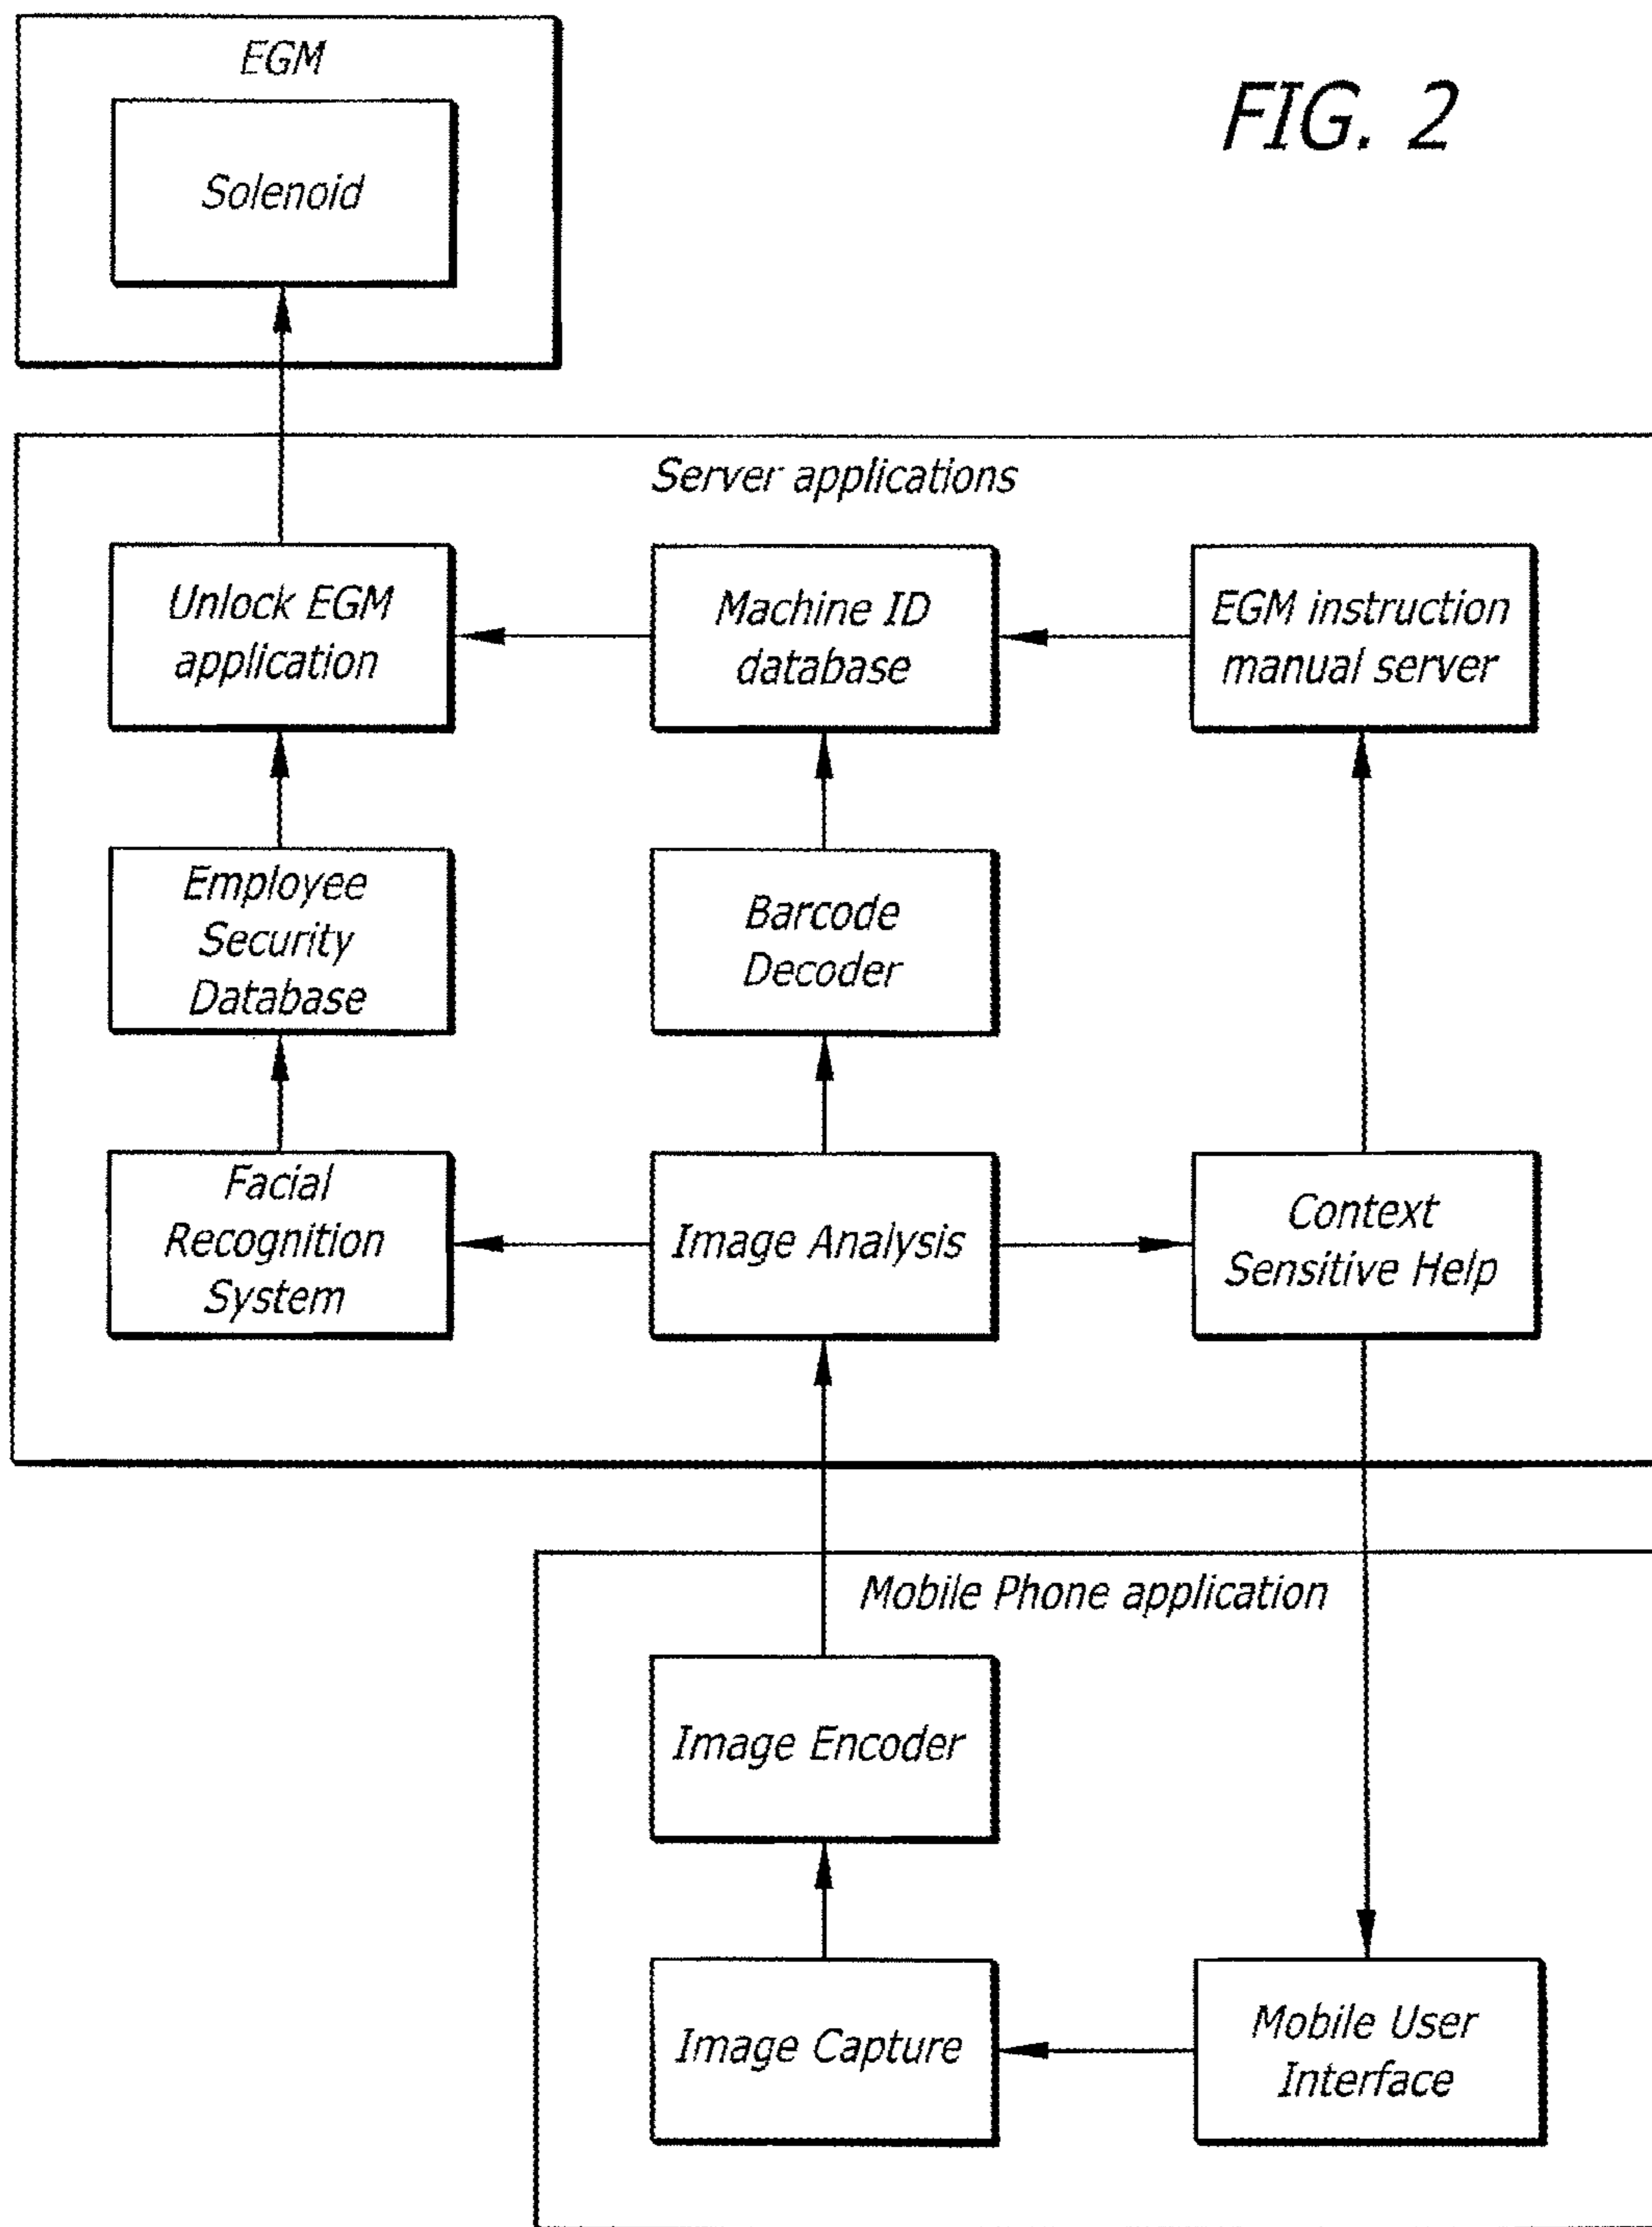 EGM
FIG. 2
Solenoid
Server applications
Unlock EGM
application
Machine ID
database
EGM instruction
manual server
Employee
Security
Database
Barcode
Decoder
Facial
Recognition
System
Image Analysis
Context
Sensitive Help
Mobile Phone application
Image Encoder
Image Capture
Mobile User
Interface